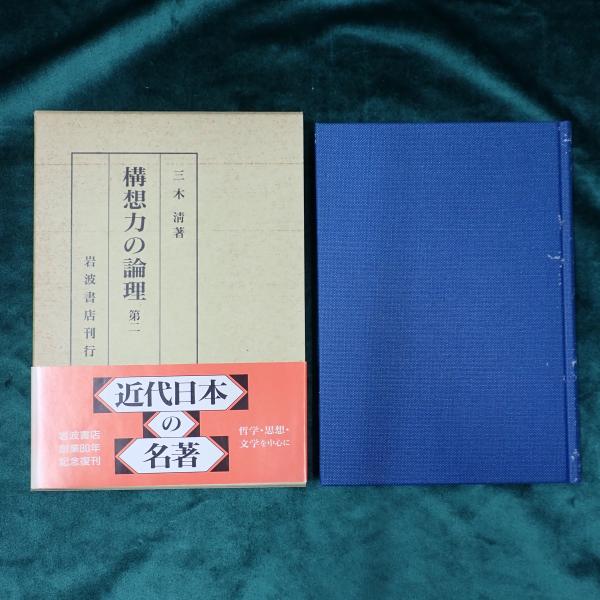 三木 清著
構想力の論理 第二
岩波書店刊行
近代日本
の
名著
岩波書店
創業80年
記念復刊
哲学・思想・
文学を中心に